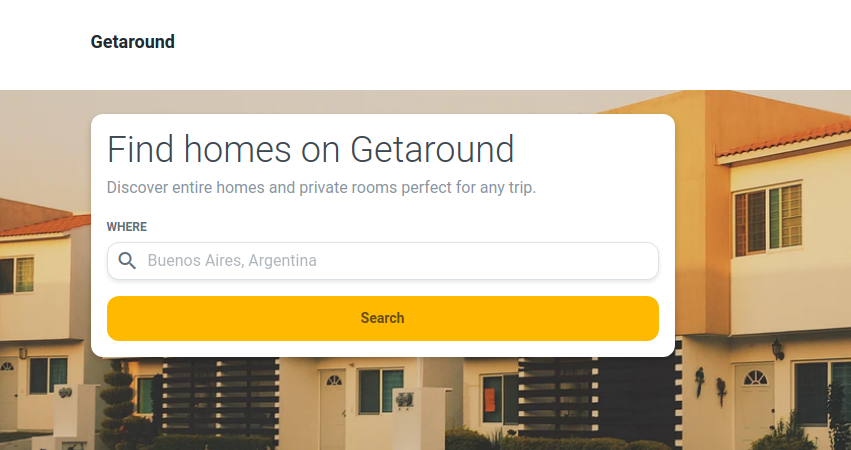 Getaround
Find homes on Getaround
Discover entire homes and private rooms perfect for any trip.
WHERE
Buenos Aires, Argentina
Search